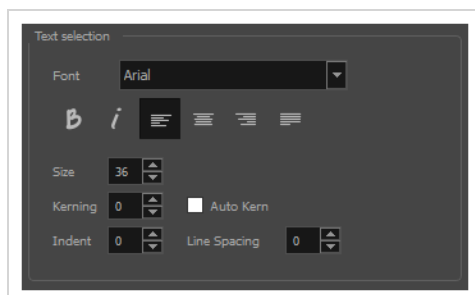 Text selection
Font Arial
B i
Size 36
Kerning 0 Auto Kern
Indent 0 Line Spacing 0